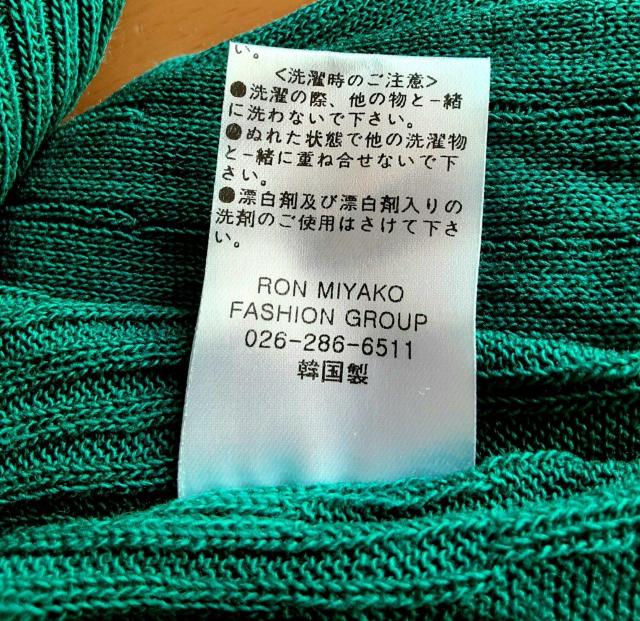 い。
<洗濯時のご注意>
●洗濯の際、他の物と一緒
に洗わないで下さい。
●ぬれた状態で他の洗濯物
と一緒に重ね合せないで下
さい。
●漂白剤及び漂白剤入りの
洗剤のご使用はさけて下さ
い。
RON MIYAKO
FASHION GROUP
026-286-6511
韓国製